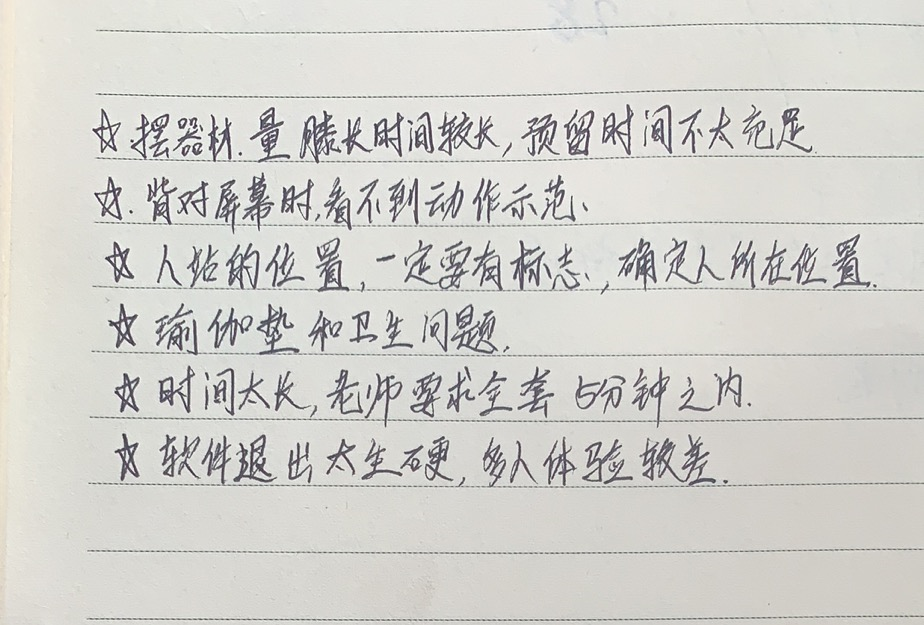 ☆.摆器材.量膝长时间较长,预留时间不太充足
☆.背对屏幕时,看不到动作示范、
☆人站的位置,一定要有标志、,确定人所在位置.
☆瑜伽垫和卫生问题.
☆时间太长,老师要求全套5分钟之内.
☆软件退出太生硬,多人体验较差.